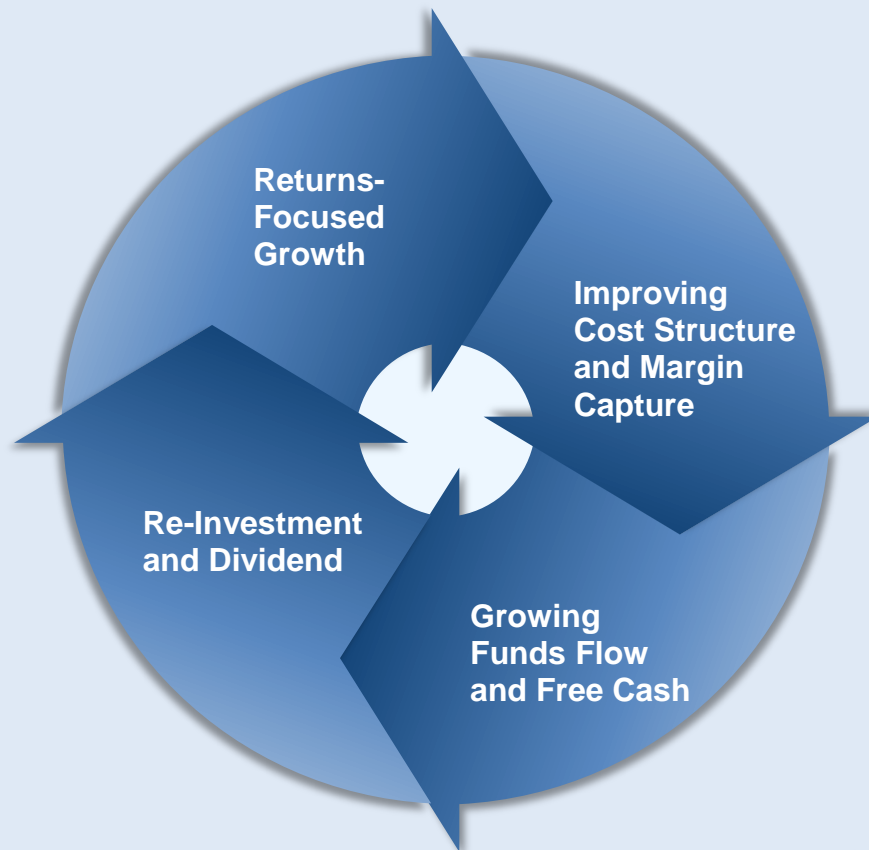 Returns-
Focused
Growth
Improving
Cost Structure
and Margin
Capture
Growing
Funds Flow
and Free Cash
Re-Investment
and Dividend